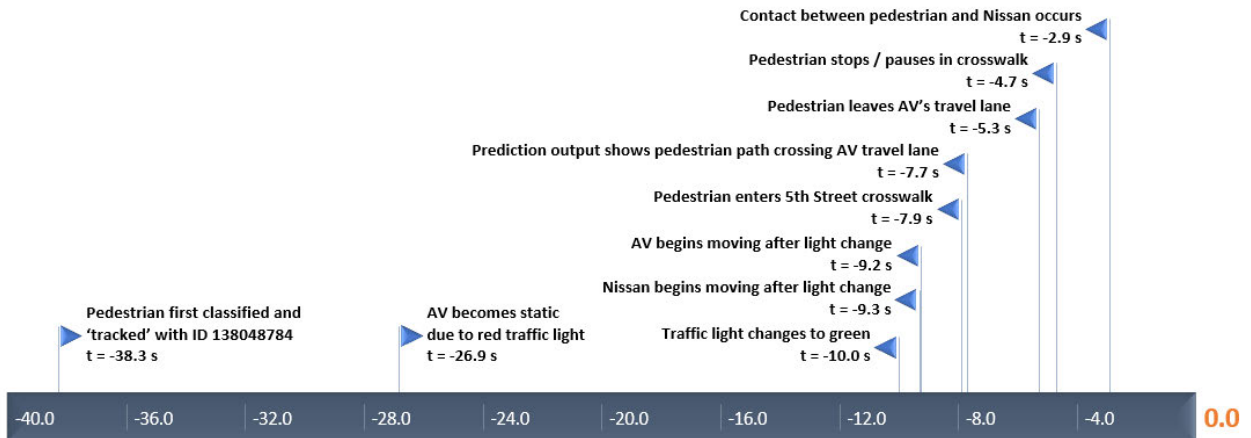 Contact between pedestrian and Nissan occurs
t = -2.9 s
Pedestrian stops / pauses in crosswalk
t = -4.7 s
Pedestrian leaves AV's travel lane
t = -5.3 s
Prediction output shows pedestrian path crossing AV travel lane
t = -7.7 s
Pedestrian enters 5th Street crosswalk
t = -7.9 s
AV begins moving after light change
t = -9.2 s
Nissan begins moving after light change
t = -9.3 s
Traffic light changes to green
t = -10.0 s
Pedestrian first classified and
‘tracked’ with ID 138048784
t = -38.3 s
AV becomes static
due to red traffic light
t = -26.9 s
-40.0 -36.0 -32.0 -28.0 -24.0 -20.0 -16.0 -12.0 -8.0 -4.0 0.0